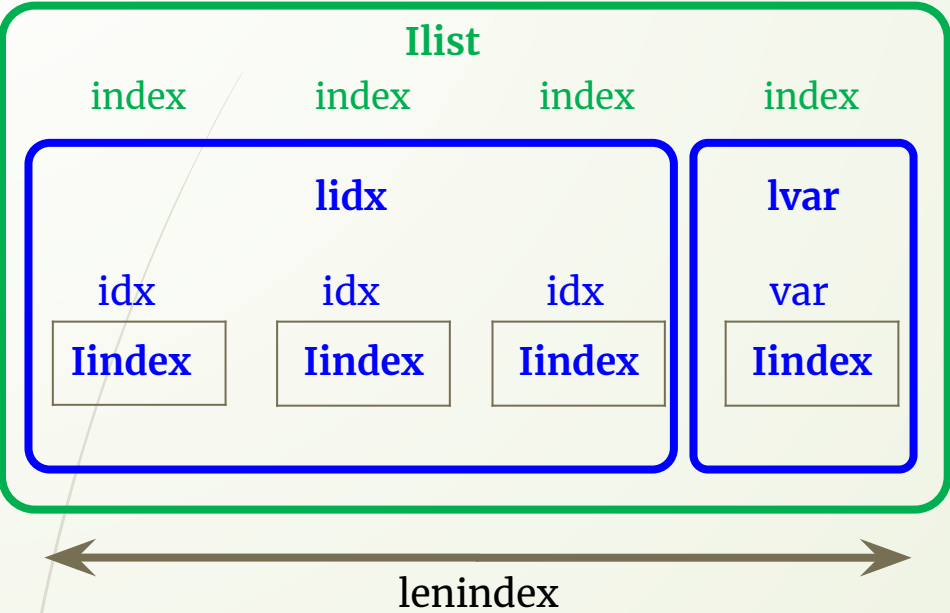 Ilist
index index index index
lidx lvar
idx idx idx var
Iindex Iindex Iindex Iindex
lenindex